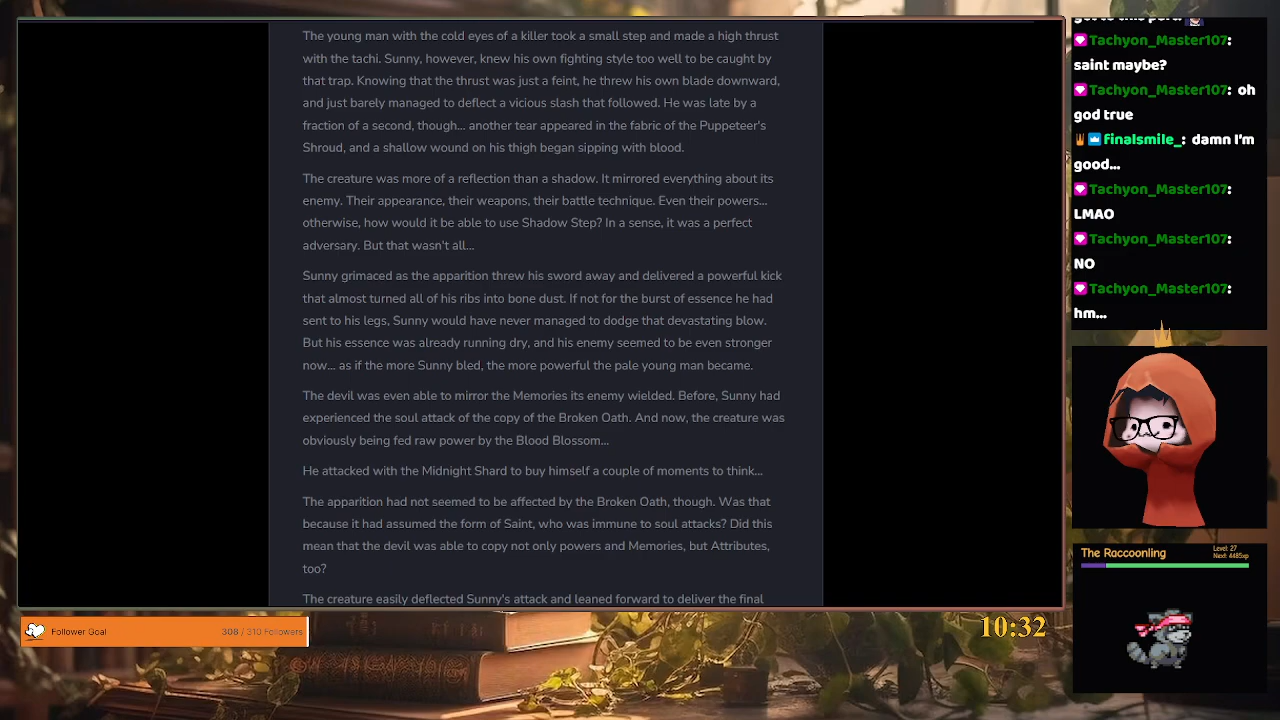 The young man with the cold eyes of a killer took a small step and made a high thrust
with the tachi. Sunny, however, knew his own fighting style too well to be caught by
that trap. Knowing that the thrust was just a feint, he threw his own blade downward,
and just barely managed to deflect a vicious slash that followed. He was late by a
fraction of a second, though... another tear appeared in the fabric of the Puppeteer's
Shroud, and a shallow wound on his thigh began sipping with blood.
The creature was more of a reflection than a shadow. It mirrored everything about its
enemy. Their appearance, their weapons, their battle technique. Even their powers...
otherwise, how would it be able to use Shadow Step? In a sense, it was a perfect
adversary. But that wasn't all...
Sunny grimaced as the apparition threw his sword away and delivered a powerful kick
that almost turned all of his ribs into bone dust. If not for the burst of essence he had
sent to his legs, Sunny would have never managed to dodge that devastating blow.
But his essence was already running dry, and his enemy seemed to be even stronger
now... as if the more Sunny bled, the more powerful the pale young man became.
The devil was even able to mirror the Memories its enemy wielded. Before, Sunny had
experienced the soul attack of the copy of the Broken Oath. And now, the creature was
obviously being fed raw power by the Blood Blossom...
He attacked with the Midnight Shard to buy himself a couple of moments to think...
The apparition had not seemed to be affected by the Broken Oath, though. Was that
because it had assumed the form of Saint, who was immune to soul attacks? Did this
mean that the devil was able to copy not only powers and Memories, but Attributes,
too?
The creature easily deflected Sunny's attack and leaned forward to deliver the final
Tachyon_Master107:
saint maybe?
Tachyon_Master107: oh
god true
finalsmile_: damn I'm
good...
Tachyon_Master107:
LMAO
Tachyon_Master107:
NO
Tachyon_Master107:
hm...
The Raccoonling
Level: 27
Next: 4485xp
Follower Goal
308 / 310 Followers
10:32